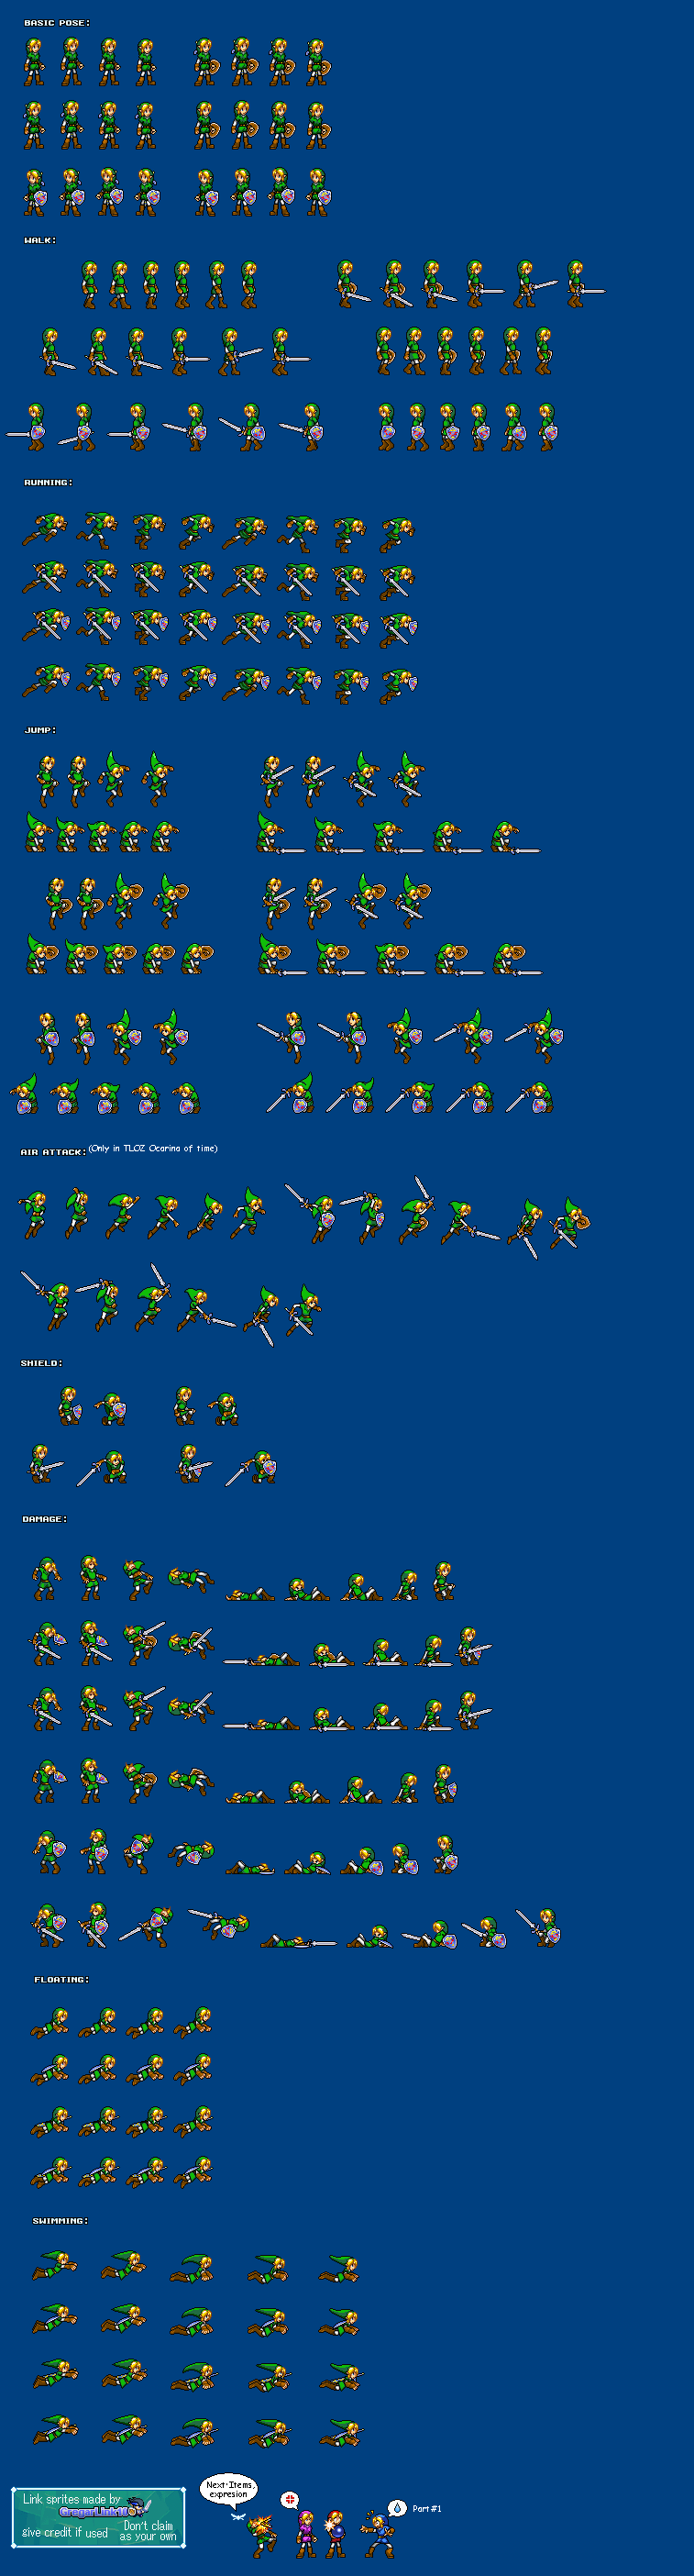 BASIC POSE:
WALK:
RUNNING:
JUMP:
AIR ATTACK: (Only in TLOZ Ocarina of time)
SHIELD:
DAMAGE:
FLOATING:
SWIMMING:
Link sprites made by
GregarLink10
give credit if used
Don't claim
as your own
Next-Items,
expresion
Part #1